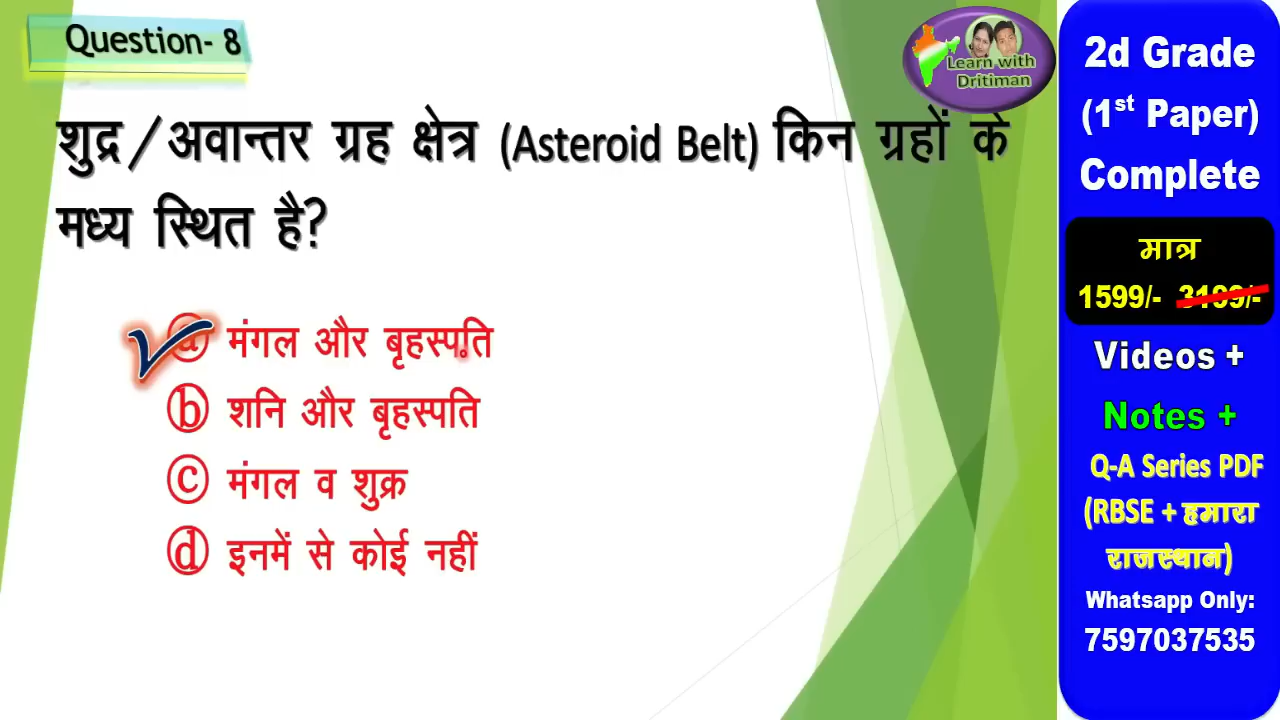 Question- 8
Learn with
Dritiman
शुद्र/अवान्तर ग्रह क्षेत्र (Asteroid Belt) किन ग्रहों के
मध्य स्थित है?
ⓐ मंगल और बृहस्पति
ⓑ शनि और बृहस्पति
ⓒ मंगल व शुक्र
ⓓ इनमें से कोई नहीं
2d Grade
(1st Paper)
Complete
मात्र
1599/- 3199/-
Videos +
Notes +
Q-A Series PDF
(RBSE + हमारा
राजस्थान)
Whatsapp Only:
7597037535